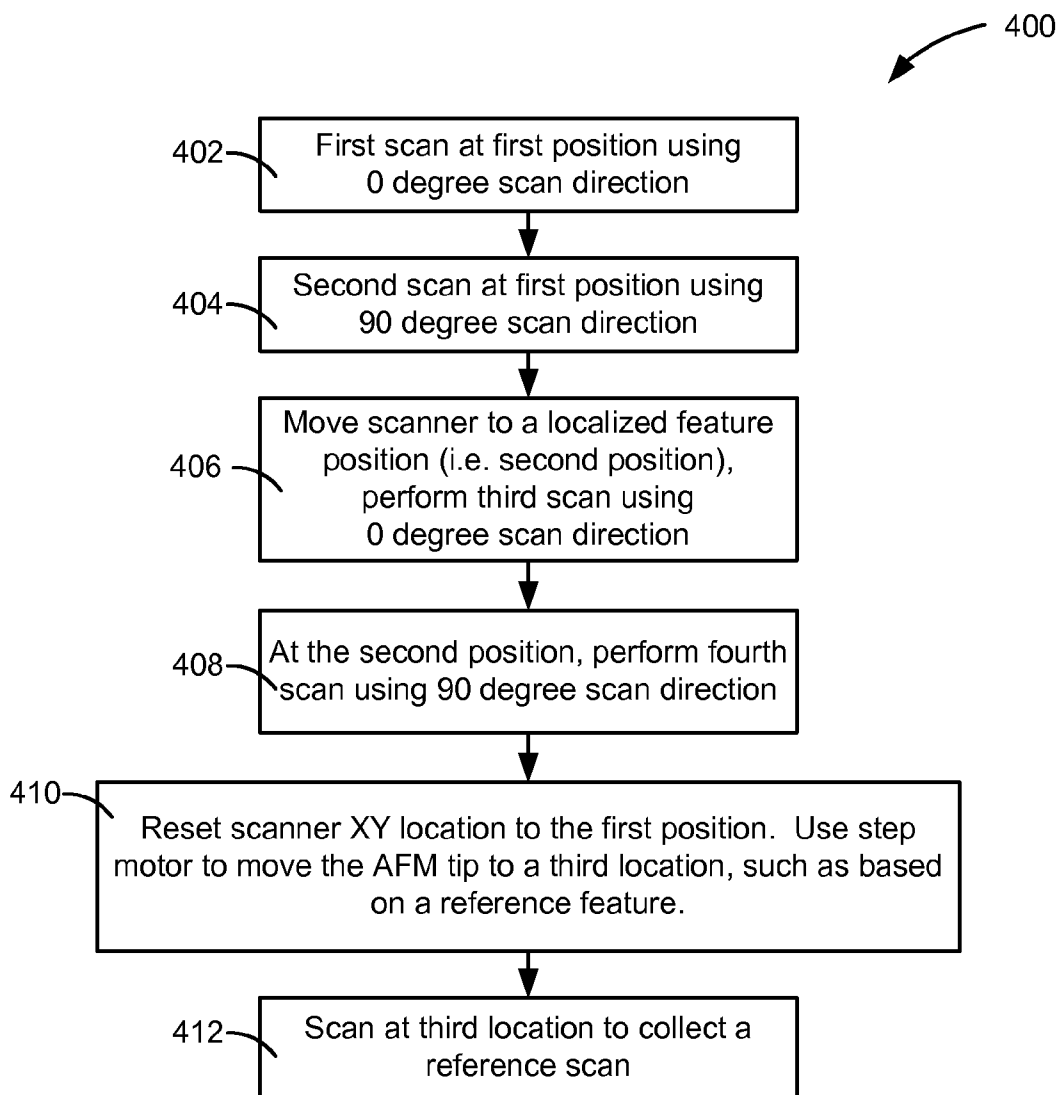 400
402
First scan at first position using
0 degree scan direction
404
Second scan at first position using
90 degree scan direction
406
Move scanner to a localized feature
position (i.e. second position),
perform third scan using
0 degree scan direction
408
At the second position, perform fourth
scan using 90 degree scan direction
410
Reset scanner XY location to the first position.  Use step
motor to move the AFM tip to a third location, such as based
on a reference feature.
412
Scan at third location to collect a
reference scan